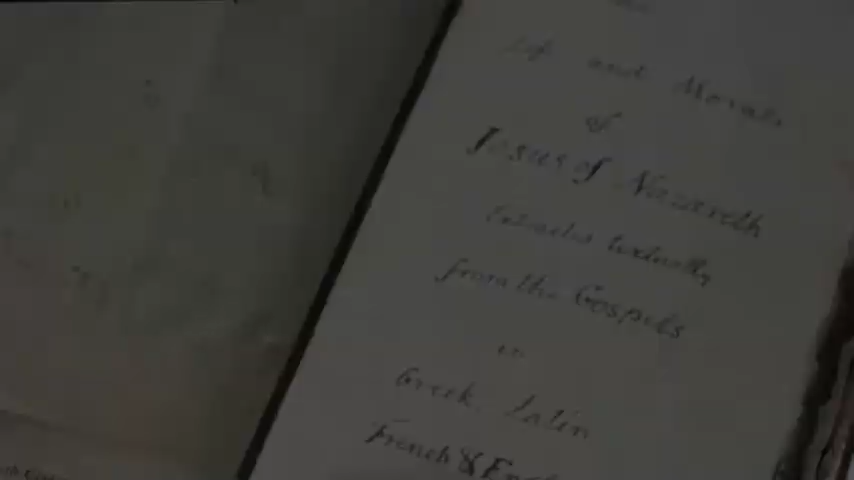 Life and Morals
of
Jesus of Nazareth
Extracted textually
from the Gospels
in
Greek, Latin
French &